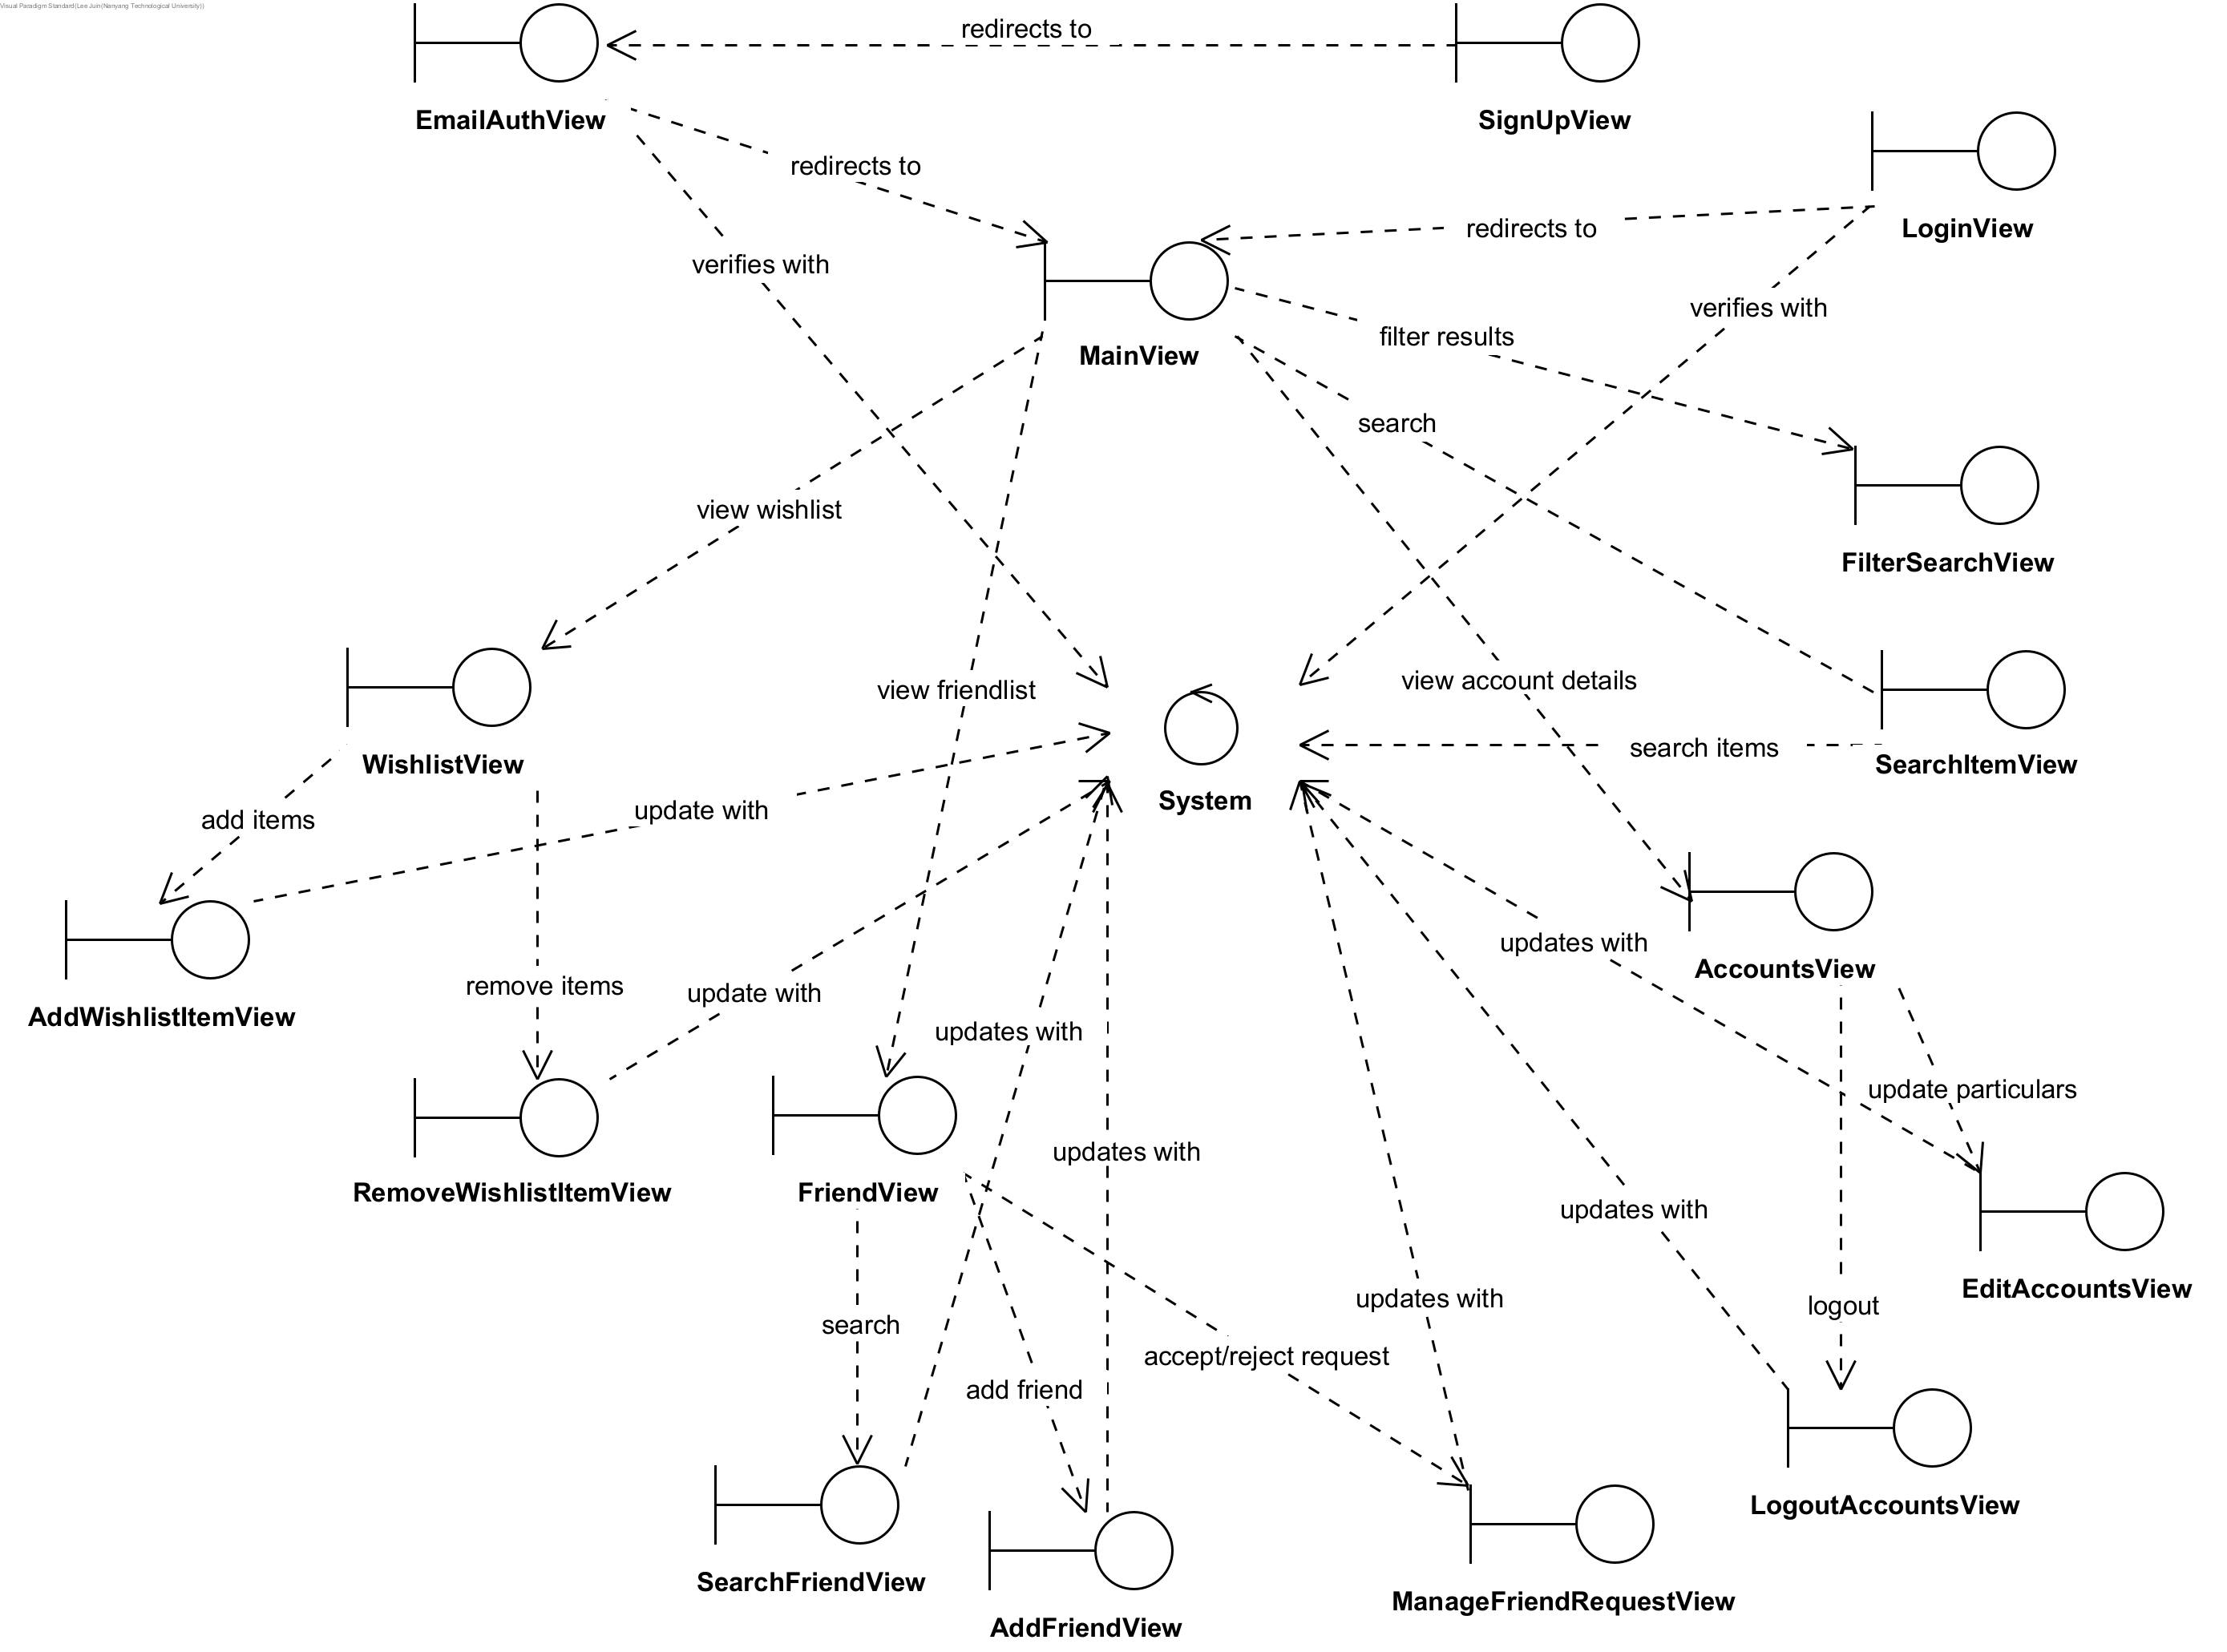 Visual Paradigm Standard(Lee Juin(Nanyang Technological University))
redirects to
EmailAuthView
SignUpView
redirects to
LoginView
redirects to
verifies with
verifies with
filter results
MainView
search
view wishlist
FilterSearchView
view account details
view friendlist
search items
WishlistView
SearchItemView
System
update with
add items
updates with
AccountsView
remove items
update with
AddWishlistItemView
updates with
update particulars
updates with
RemoveWishlistItemView
FriendView
updates with
EditAccountsView
updates with
logout
search
accept/reject request
add friend
LogoutAccountsView
SearchFriendView
ManageFriendRequestView
AddFriendView